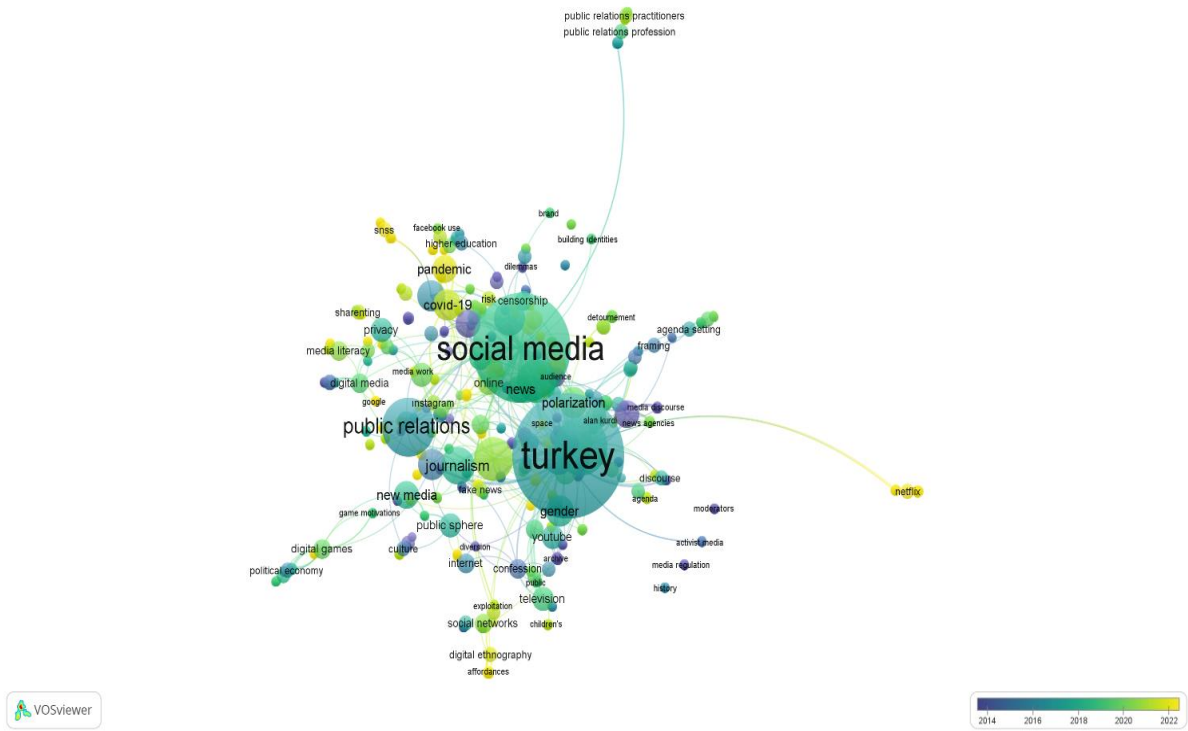 public relations practitioners
public relations profession
brand
snss
facebook use
building identities
higher education
dilemmas
pandemic
risk
censorship
covid-19
sharenting
detournement
privacy
agenda setting
social media
framing
media literacy
media work
audience
digital media
online
news
google
instagram
polarization
media discourse
space
alan kurdi
news agencies
public relations
turkey
journalism
discourse
fake news
netflix
new media
agenda
moderators
game motivations
gender
public sphere
youtube
activist media
digital games
culture
diversion
archive
internet
confession
media regulation
political economy
public
history
television
exploitation
social networks
children's
digital ethnography
affordances
VOSviewer
2014 2016 2018 2020 2022